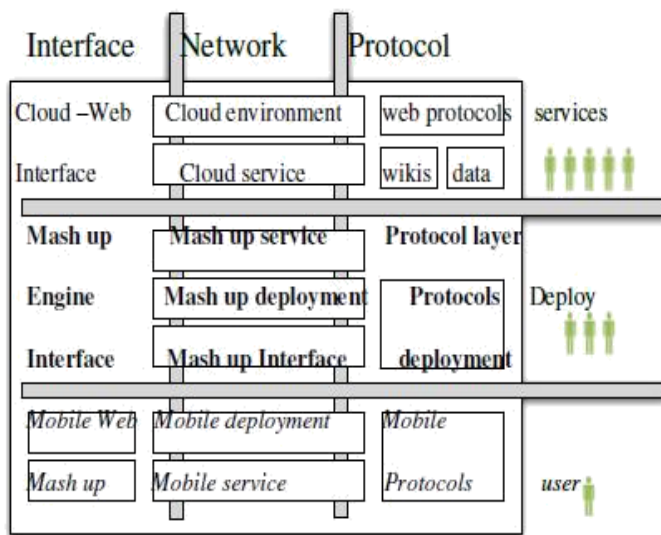 Interface Network Protocol
Cloud –Web Cloud environment web protocols services
Interface Cloud service wikis data
Mash up Mash up service Protocol layer
Engine Mash up deployment Protocols Deploy
Interface Mash up Interface deployment
Mobile Web Mobile deployment Mobile
Mash up Mobile service Protocols user